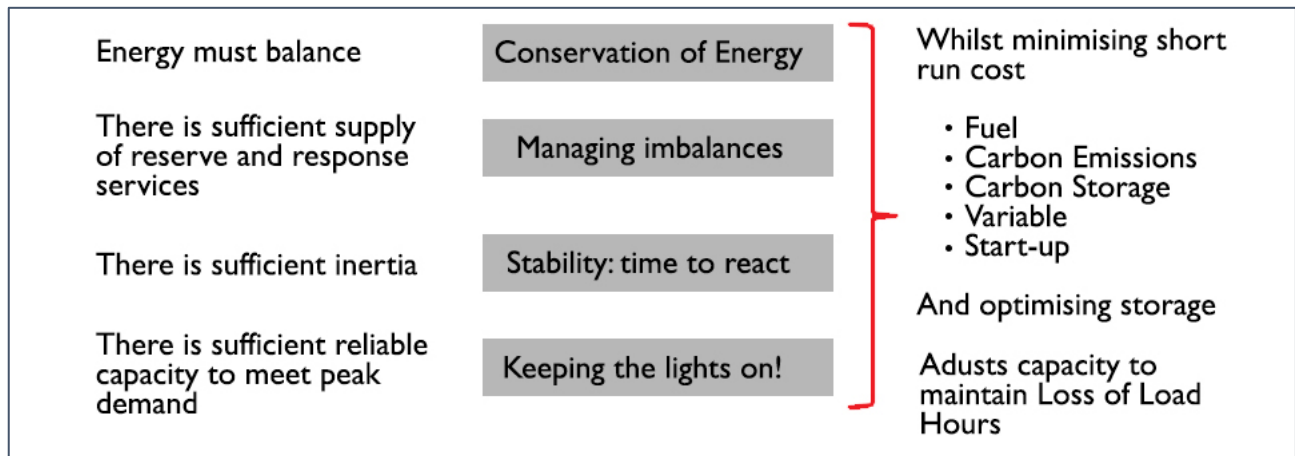 Energy must balance
Conservation of Energy
There is sufficient supply
of reserve and response
services
Managing imbalances
There is sufficient inertia
Stability: time to react
There is sufficient reliable
capacity to meet peak
demand
Keeping the lights on!
Whilst minimising short
run cost
• Fuel
• Carbon Emissions
• Carbon Storage
• Variable
• Start-up
And optimising storage
Adusts capacity to
maintain Loss of Load
Hours